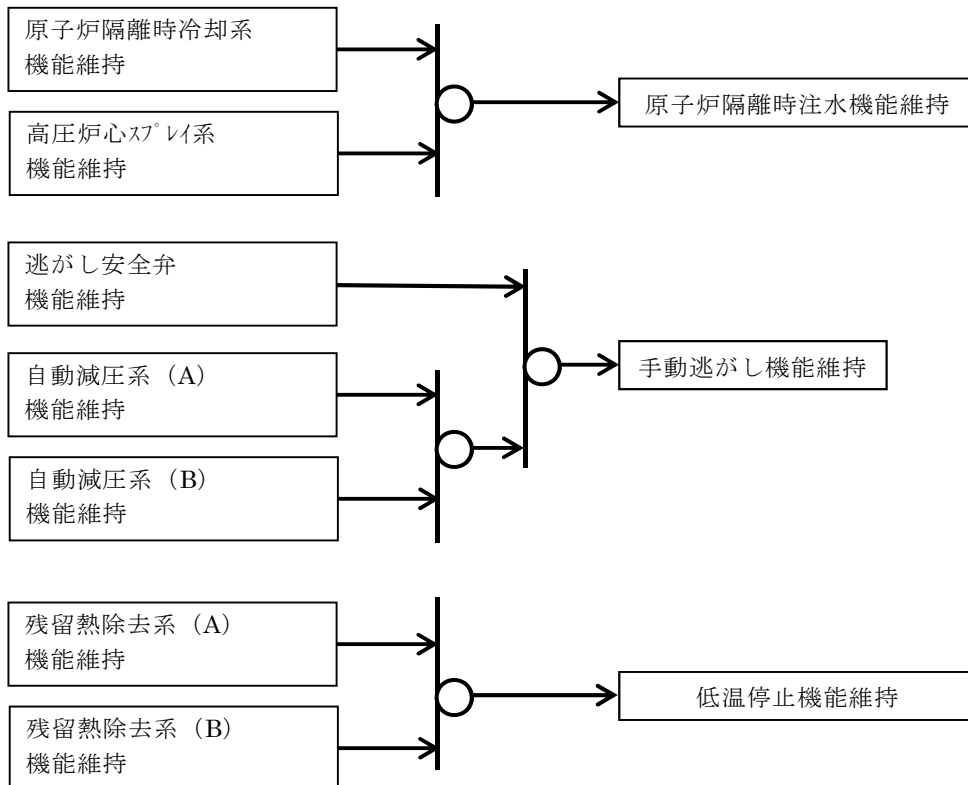 原子炉隔離時冷却系
機能維持
原子炉隔離時注水機能維持
高圧炉心ｽﾌﾟﾚｲ系
機能維持
逃がし安全弁
機能維持
手動逃がし機能維持
自動減圧系（A）
機能維持
自動減圧系（B）
機能維持
残留熱除去系（A）
機能維持
低温停止機能維持
残留熱除去系（B）
機能維持